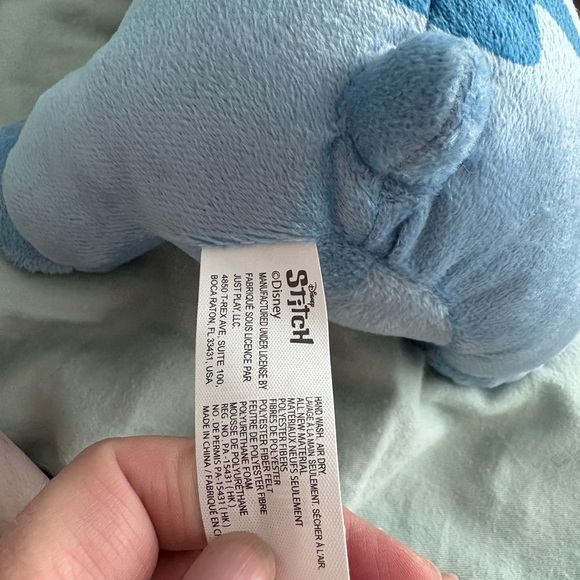 Disney
Stitch
©Disney
MANUFACTURED UNDER LICENSE BY
FABRIQUÉ SOUS LICENCE PAR
JUST PLAY, LLC.
4850 T-REX AVE, SUITE 100,
BOCA RATON, FL 33431, USA
HAND WASH. AIR DRY.
LAVAGE À LA MAIN SEULEMENT. SÉCHER À L'AIR.
ALL NEW MATERIAL
MATÉRIAUX NEUFS SEULEMENT
POLYESTER FIBERS
FIBRES DE POLYESTER
POLYESTER FIBER FELT
FEUTRE DE POLYESTER FIBRE
POLYURETHANE FOAM
MOUSSE DE POLYURÉTHANE
REG. NO. PA-15431 (HK)
NO. DE PERMIS PA-15431 (HK)
MADE IN CHINA / FABRIQUÉ EN C